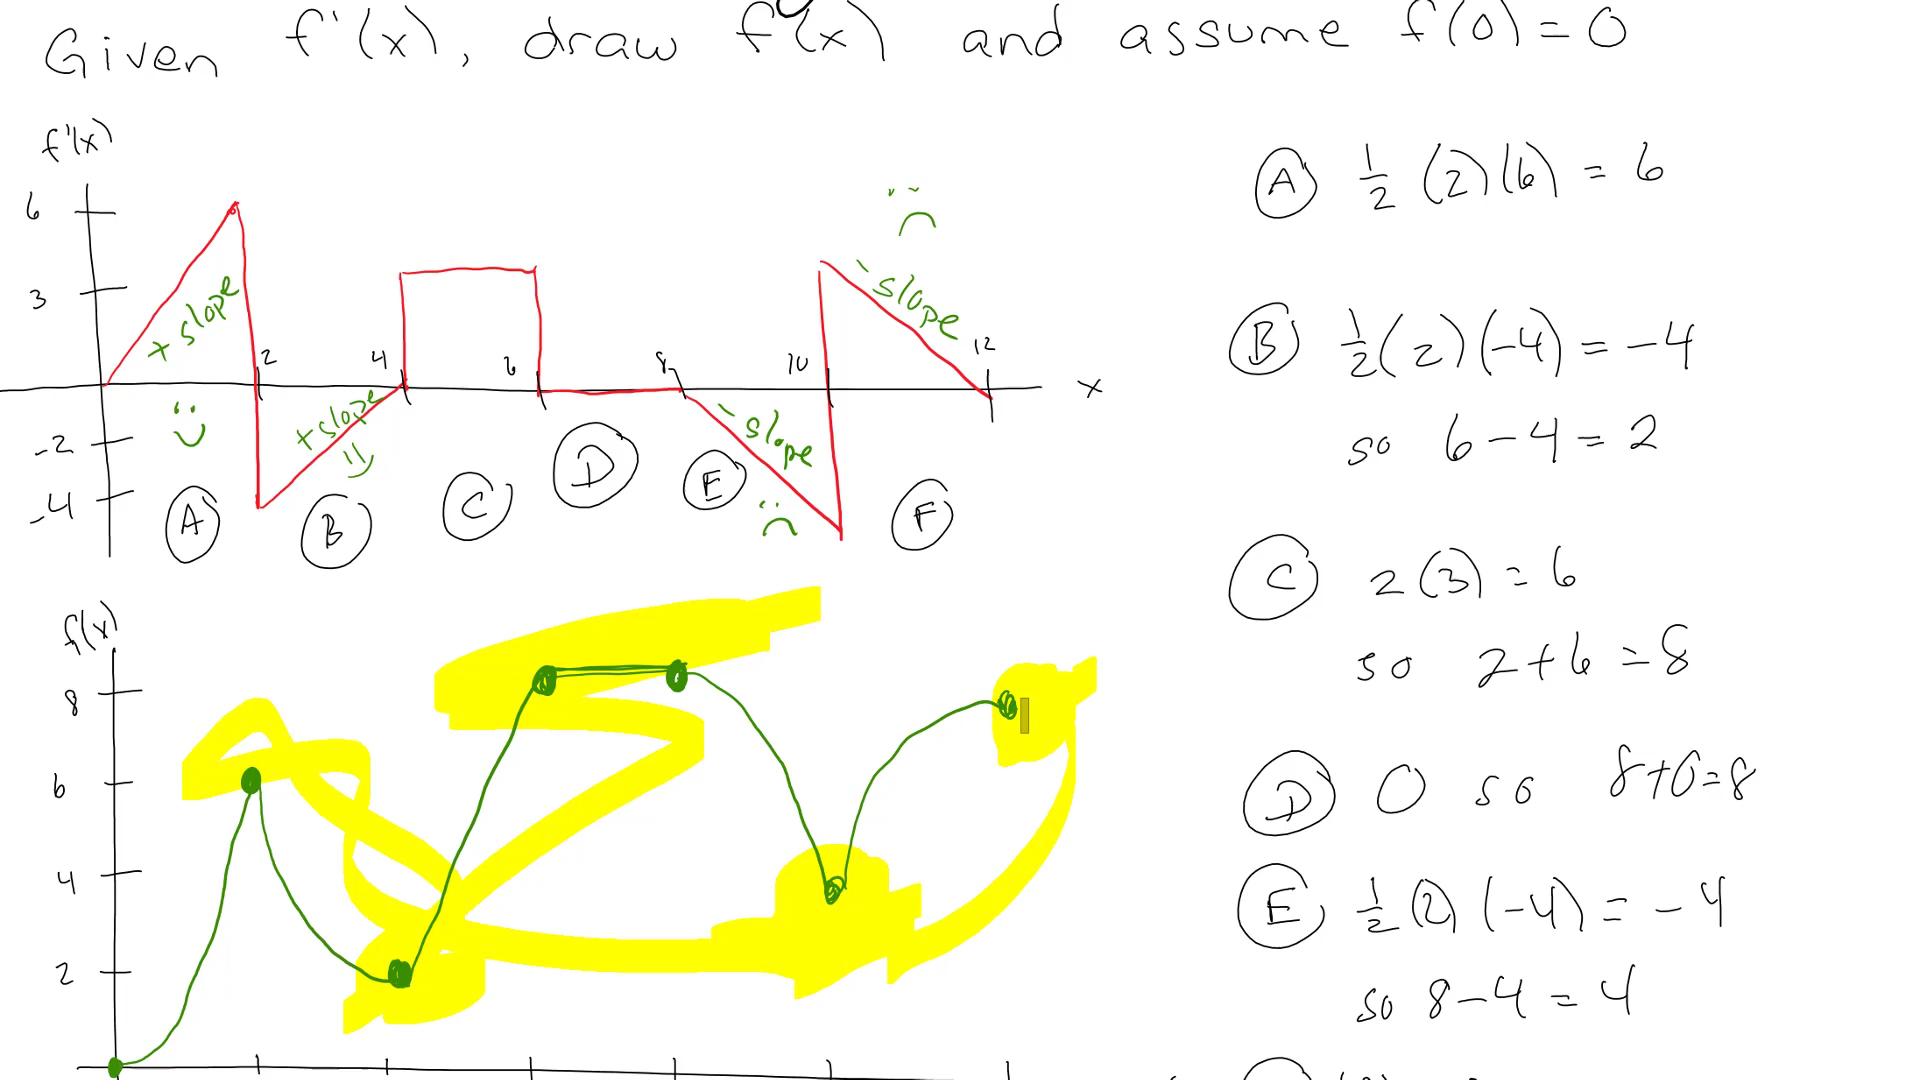 Given f'(x), draw f(x) and assume f(0) = 0
f'(x)
6
3
-2
-4
2
4
6
8
10
12
x
+ slope
+ slope
- slope
- slope
A
B
C
D
E
F
f(x)
8
6
4
2
A 1/2 (2)(6) = 6
B 1/2 (2)(-4) = -4
so 6 - 4 = 2
C 2(3) = 6
so 2 + 6 = 8
D 0 so 8+0=8
E 1/2 (2)(-4) = -4
so 8 - 4 = 4